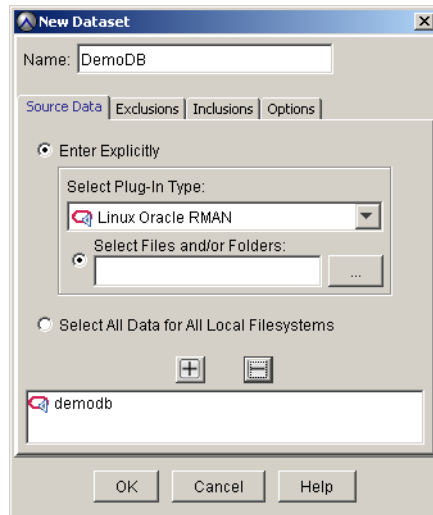 New Dataset
Name: DemoDB
Source Data Exclusions Inclusions Options
Enter Explicitly
Select Plug-In Type:
Linux Oracle RMAN
Select Files and/or Folders:
...
Select All Data for All Local Filesystems
demodb
OK Cancel Help